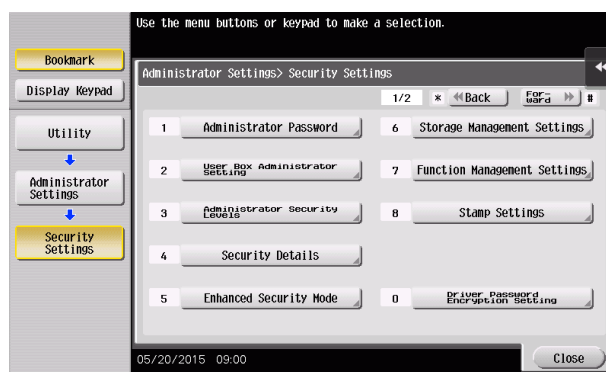 Use the menu buttons or keypad to make a selection.
Bookmark
Display Keypad
Utility
Administrator
Settings
Security
Settings
Administrator Settings> Security Settings
1/2 * Back For-
ward #
1 Administrator Password
2 User Box Administrator
Setting
3 Administrator Security
Levels
4 Security Details
5 Enhanced Security Mode
6 Storage Management Settings
7 Function Management Settings
8 Stamp Settings
0 Driver Password
Encryption Setting
05/20/2015 09:00
Close